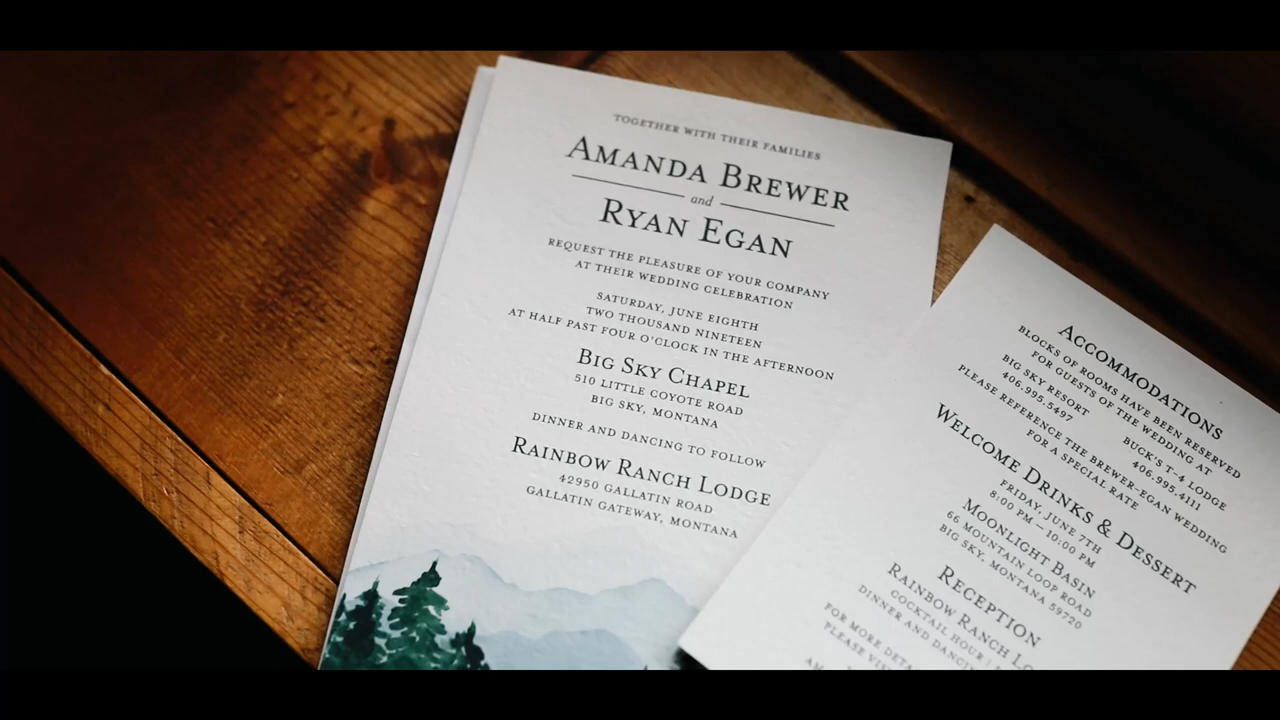 TOGETHER WITH THEIR FAMILIES
AMANDA BREWER
and
RYAN EGAN
REQUEST THE PLEASURE OF YOUR COMPANY
AT THEIR WEDDING CELEBRATION
SATURDAY, JUNE EIGHTH
TWO THOUSAND NINETEEN
AT HALF PAST FOUR O'CLOCK IN THE AFTERNOON
BIG SKY CHAPEL
510 LITTLE COYOTE ROAD
BIG SKY, MONTANA
DINNER AND DANCING TO FOLLOW
RAINBOW RANCH LODGE
42950 GALLATIN ROAD
GALLATIN GATEWAY, MONTANA
ACCOMMODATIONS
BLOCKS OF ROOMS HAVE BEEN RESERVED
FOR GUESTS OF THE WEDDING AT
BIG SKY RESORT BUCK'S T-4 LODGE
406.995.5497 406.995.4111
PLEASE REFERENCE THE BREWER-EGAN WEDDING
FOR A SPECIAL RATE
WELCOME DRINKS & DESSERT
FRIDAY, JUNE 7TH
8:00 PM – 10:00 PM
MOONLIGHT BASIN
66 MOUNTAIN LOOP ROAD
BIG SKY, MONTANA 59720
RECEPTION
RAINBOW RANCH LO
COCKTAIL HOUR |
DINNER AND DANCIN
FOR MORE DETA
PLEASE VI
AM